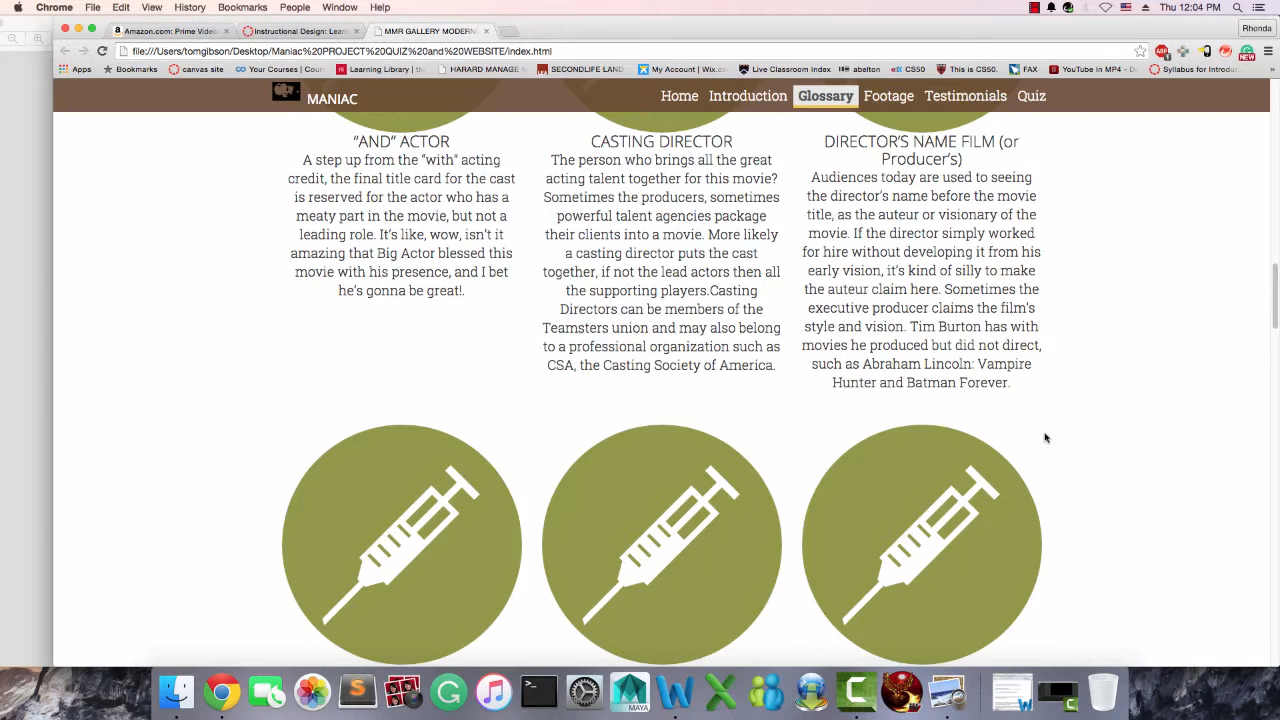 Chrome File Edit View History Bookmarks People Window Help Thu 12:04 PM
Amazon.com: Prime Video: Instructional Design: Learn MMR GALLERY MODERN Rhonda
file:///Users/tomgibson/Desktop/Maniac%20PROJECT%20QUIZ%20and%20WEBSITE/index.html
Apps Bookmarks canvas site Your Courses | Cours Learning Library | th HARARD MANAGE M SECONDLIFE LAND My Account | Wix.co Live Classroom Index abelton CS50 This is CS50. FAX YouTube In MP4 - Do Syllabus for Introdu
MANIAC Home Introduction Glossary Footage Testimonials Quiz
“AND” ACTOR
A step up from the “with” acting
credit, the final title card for the cast
is reserved for the actor who has a
meaty part in the movie, but not a
leading role. It’s like, wow, isn’t it
amazing that Big Actor blessed this
movie with his presence, and I bet
he’s gonna be great!.
CASTING DIRECTOR
The person who brings all the great
acting talent together for this movie?
Sometimes the producers, sometimes
powerful talent agencies package
their clients into a movie. More likely
a casting director puts the cast
together, if not the lead actors then all
the supporting players.Casting
Directors can be members of the
Teamsters union and may also belong
to a professional organization such as
CSA, the Casting Society of America.
DIRECTOR’S NAME FILM (or
Producer’s)
Audiences today are used to seeing
the director’s name before the movie
title, as the auteur or visionary of the
movie. If the director simply worked
for hire without developing it from his
early vision, it’s kind of silly to make
the auteur claim here. Sometimes the
executive producer claims the film’s
style and vision. Tim Burton has with
movies he produced but did not direct,
such as Abraham Lincoln: Vampire
Hunter and Batman Forever.
MAYA